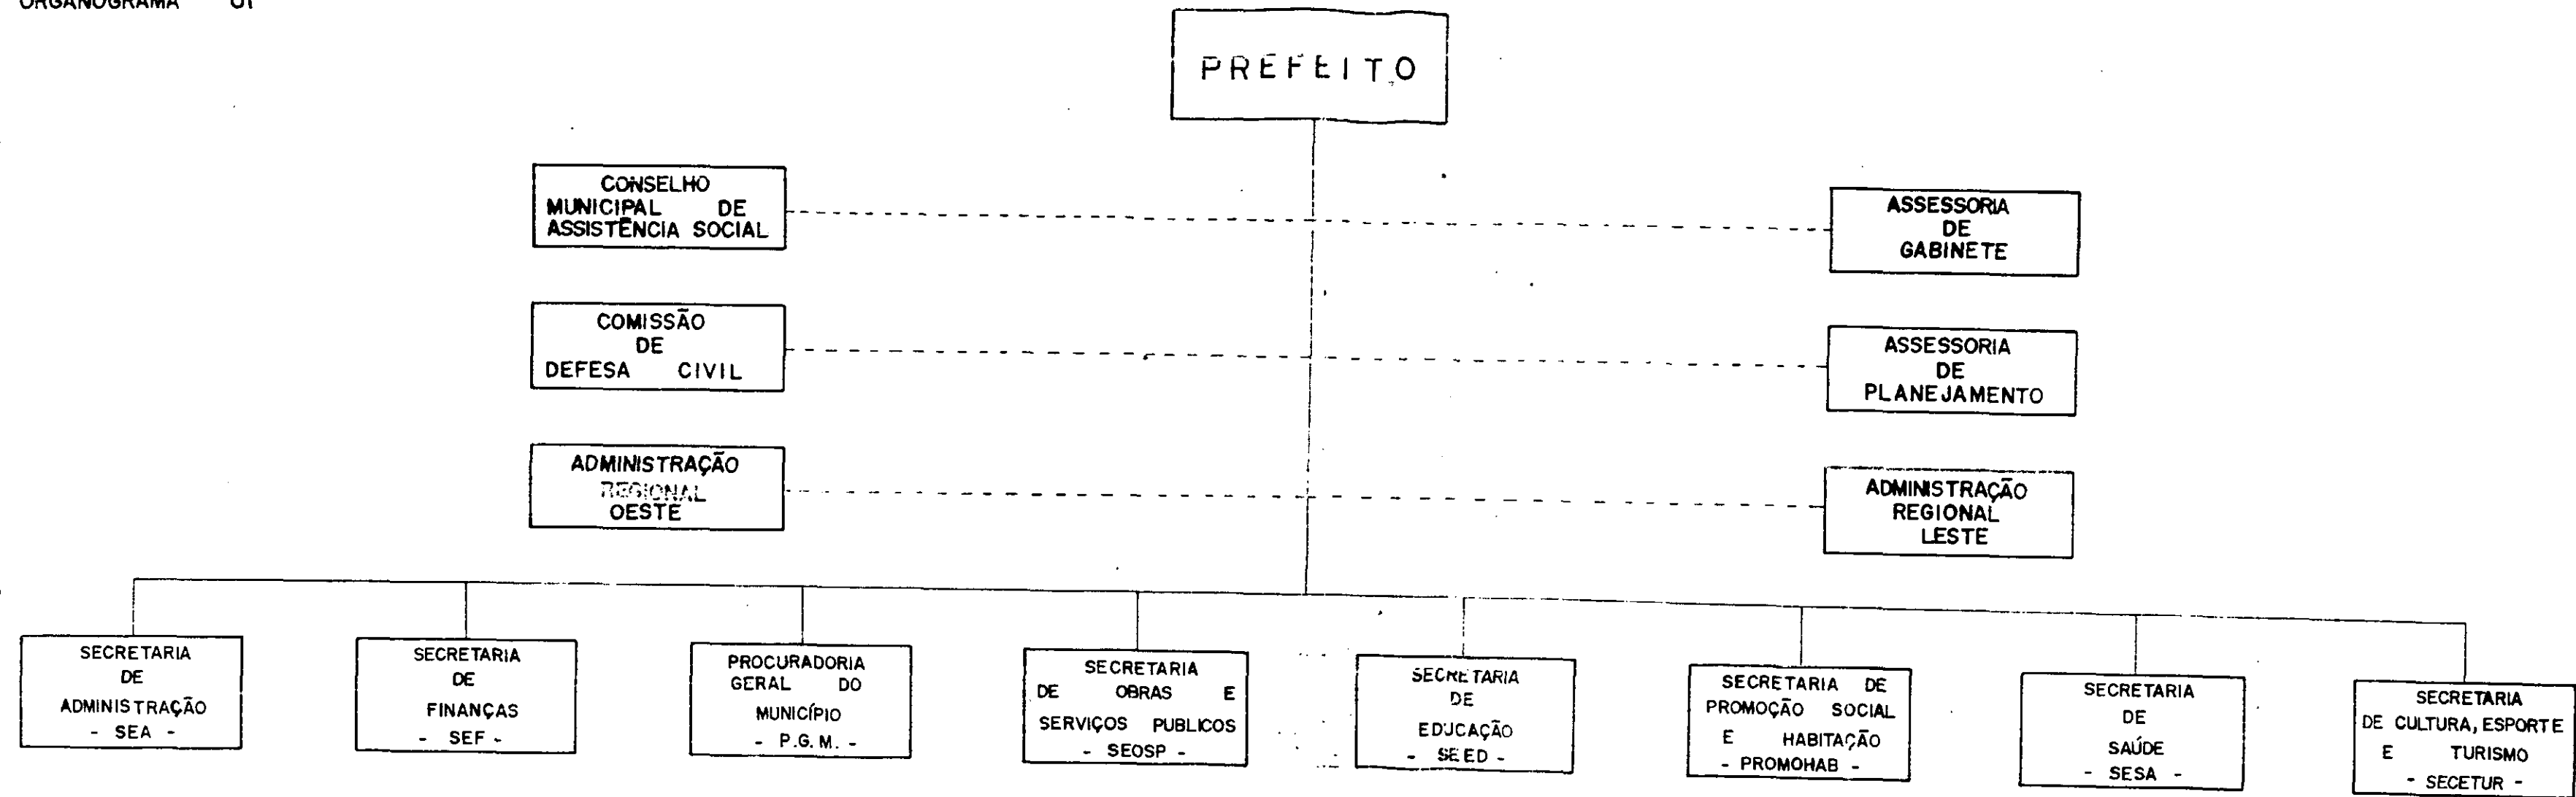 ORGANOGRAMA 01
PREFEITO
CONSELHO
MUNICIPAL DE
ASSISTÊNCIA SOCIAL
ASSESSORIA
DE
GABINETE
COMISSÃO
DE
DEFESA CIVIL
ASSESSORIA
DE
PLANEJAMENTO
ADMINISTRAÇÃO
REGIONAL
OESTE
ADMINISTRAÇÃO
REGIONAL
LESTE
SECRETARIA
DE
ADMINISTRAÇÃO
- SEA -
SECRETARIA
DE
FINANÇAS
- SEF -
PROCURADORIA
GERAL DO
MUNICÍPIO
- P.G.M. -
SECRETARIA
DE OBRAS E
SERVIÇOS PUBLICOS
- SEOSP -
SECRETARIA
DE
EDUCAÇÃO
- SEED -
SECRETARIA DE
PROMOÇÃO SOCIAL
E HABITAÇÃO
- PROMOHAB -
SECRETARIA
DE
SAÚDE
- SESA -
SECRETARIA
DE CULTURA, ESPORTE
E TURISMO
- SECETUR -